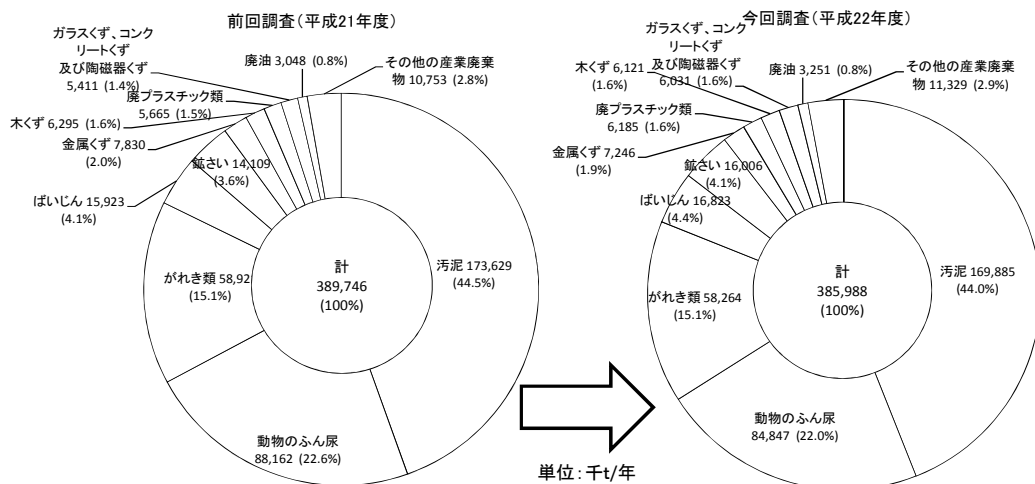 前回調査（平成21年度）
ガラスくず、コンク
リートくず
及び陶磁器くず
5,411 (1.4%)
廃油 3,048 (0.8%)
その他の産業廃棄
物 10,753 (2.8%)
廃プラスチック類
5,665 (1.5%)
木くず 6,295 (1.6%)
金属くず 7,830
(2.0%)
鉱さい 14,109
(3.6%)
ばいじん 15,923
(4.1%)
がれき類 58,92
(15.1%)
計
389,746
(100%)
汚泥 173,629
(44.5%)
動物のふん尿
88,162 (22.6%)
今回調査（平成22年度）
ガラスくず、コンク
リートくず
及び陶磁器くず
6,031 (1.6%)
木くず 6,121
(1.6%)
廃油 3,251 (0.8%)
その他の産業廃棄
物 11,329 (2.9%)
廃プラスチック類
6,185 (1.6%)
金属くず 7,246
(1.9%)
鉱さい 16,006
(4.1%)
ばいじん 16,823
(4.4%)
がれき類 58,264
(15.1%)
計
385,988
(100%)
汚泥 169,885
(44.0%)
動物のふん尿
84,847 (22.0%)
単位：千t/年